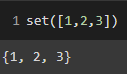 1 set([1,2,3])
{1, 2, 3}